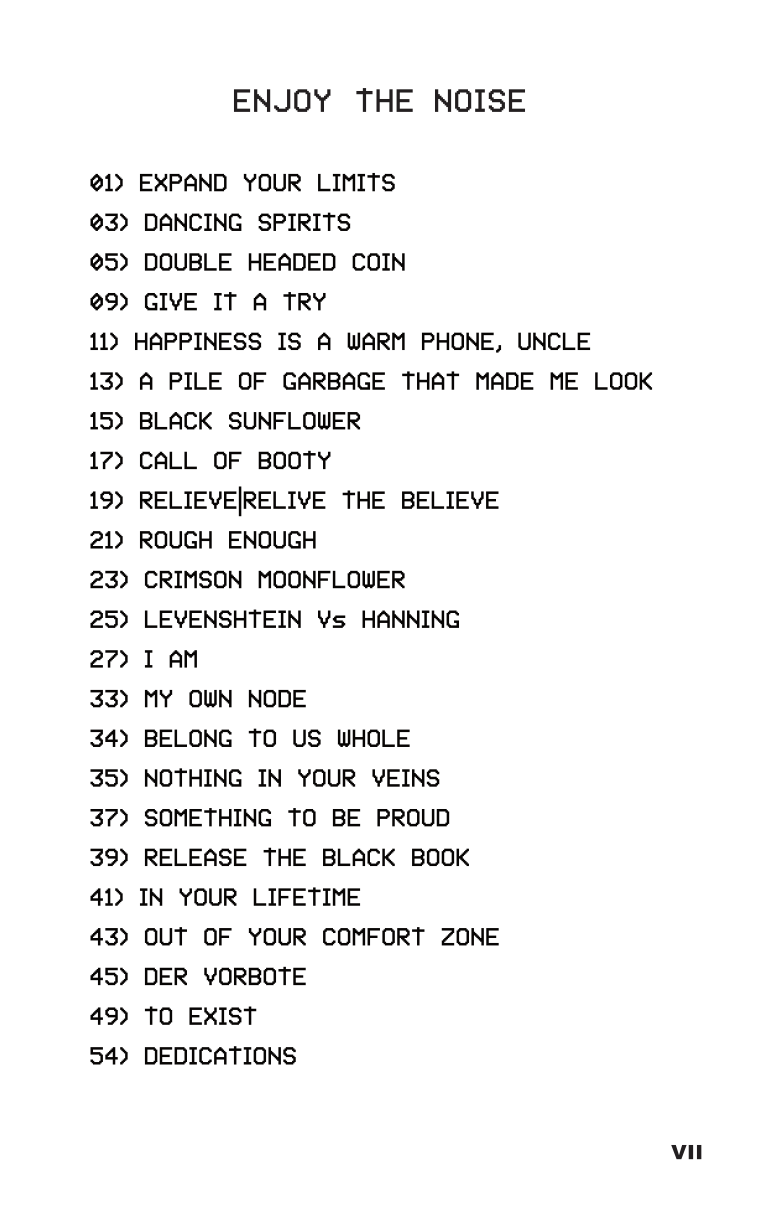 ENJOY THE NOISE
01) EXPAND YOUR LIMITS
03) DANCING SPIRITS
05) DOUBLE HEADED COIN
09) GIVE IT A TRY
11) HAPPINESS IS A WARM PHONE, UNCLE
13) A PILE OF GARBAGE THAT MADE ME LOOK
15) BLACK SUNFLOWER
17) CALL OF BOOTY
19) RELIEVE|RELIVE THE BELIEVE
21) ROUGH ENOUGH
23) CRIMSON MOONFLOWER
25) LEVENSHTEIN Vs HANNING
27) I AM
33) MY OWN NODE
34) BELONG TO US WHOLE
35) NOTHING IN YOUR VEINS
37) SOMETHING TO BE PROUD
39) RELEASE THE BLACK BOOK
41) IN YOUR LIFETIME
43) OUT OF YOUR COMFORT ZONE
45) DER VORBOTE
49) TO EXIST
54) DEDICATIONS
VII